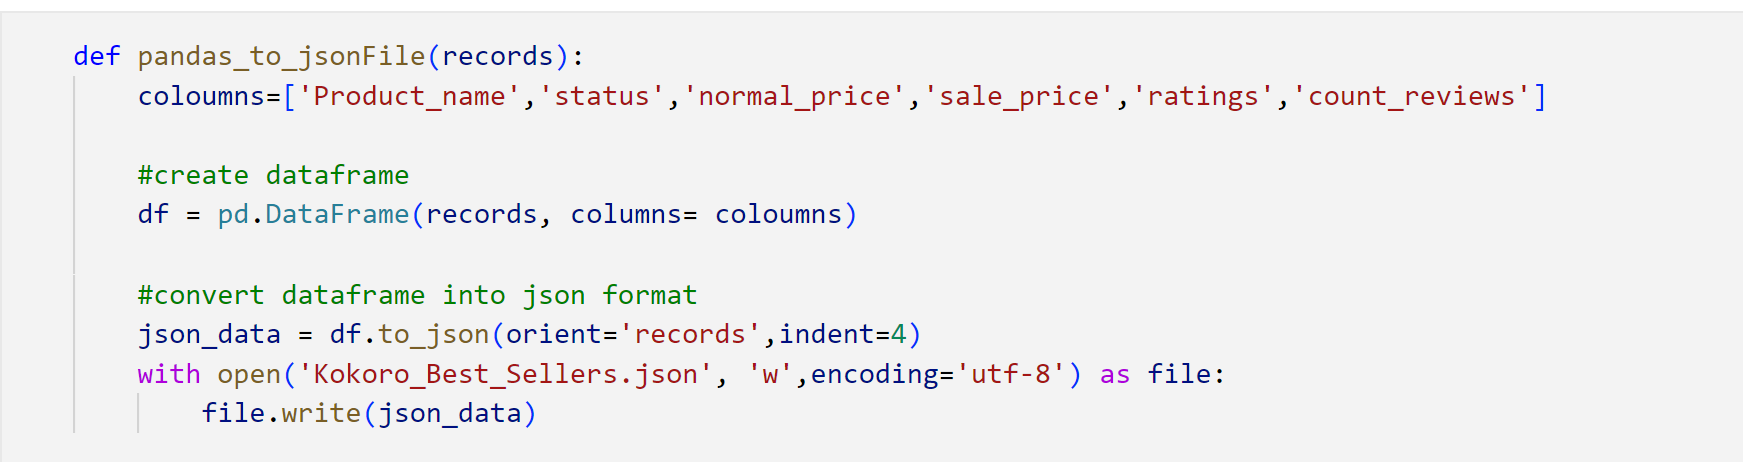 def pandas_to_jsonFile(records):
coloumns=['Product_name','status','normal_price','sale_price','ratings','count_reviews']
#create dataframe
df = pd.DataFrame(records, columns= coloumns)
#convert dataframe into json format
json_data = df.to_json(orient='records',indent=4)
with open('Kokoro_Best_Sellers.json', 'w',encoding='utf-8') as file:
file.write(json_data)